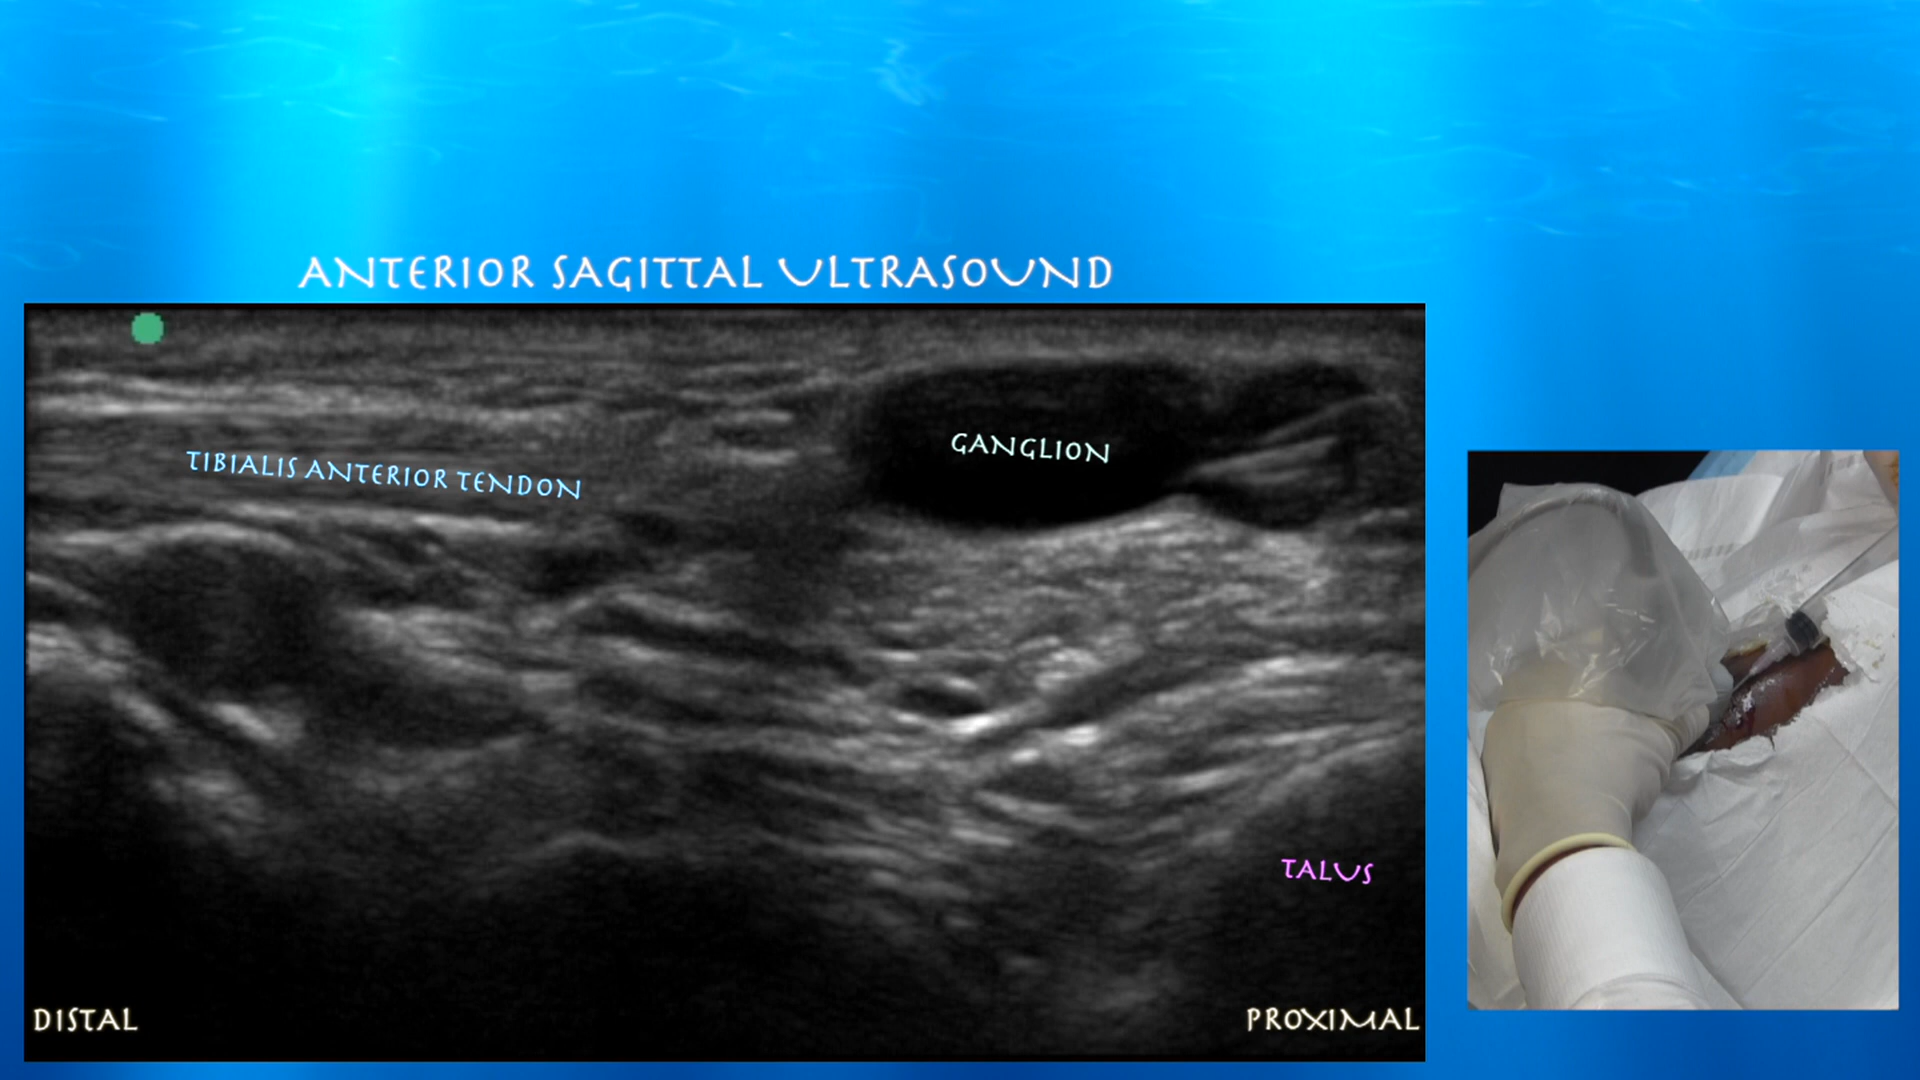 ANTERIOR SAGITTAL ULTRASOUND
GANGLION
TIBIALIS ANTERIOR TENDON
TALUS
DISTAL
PROXIMAL